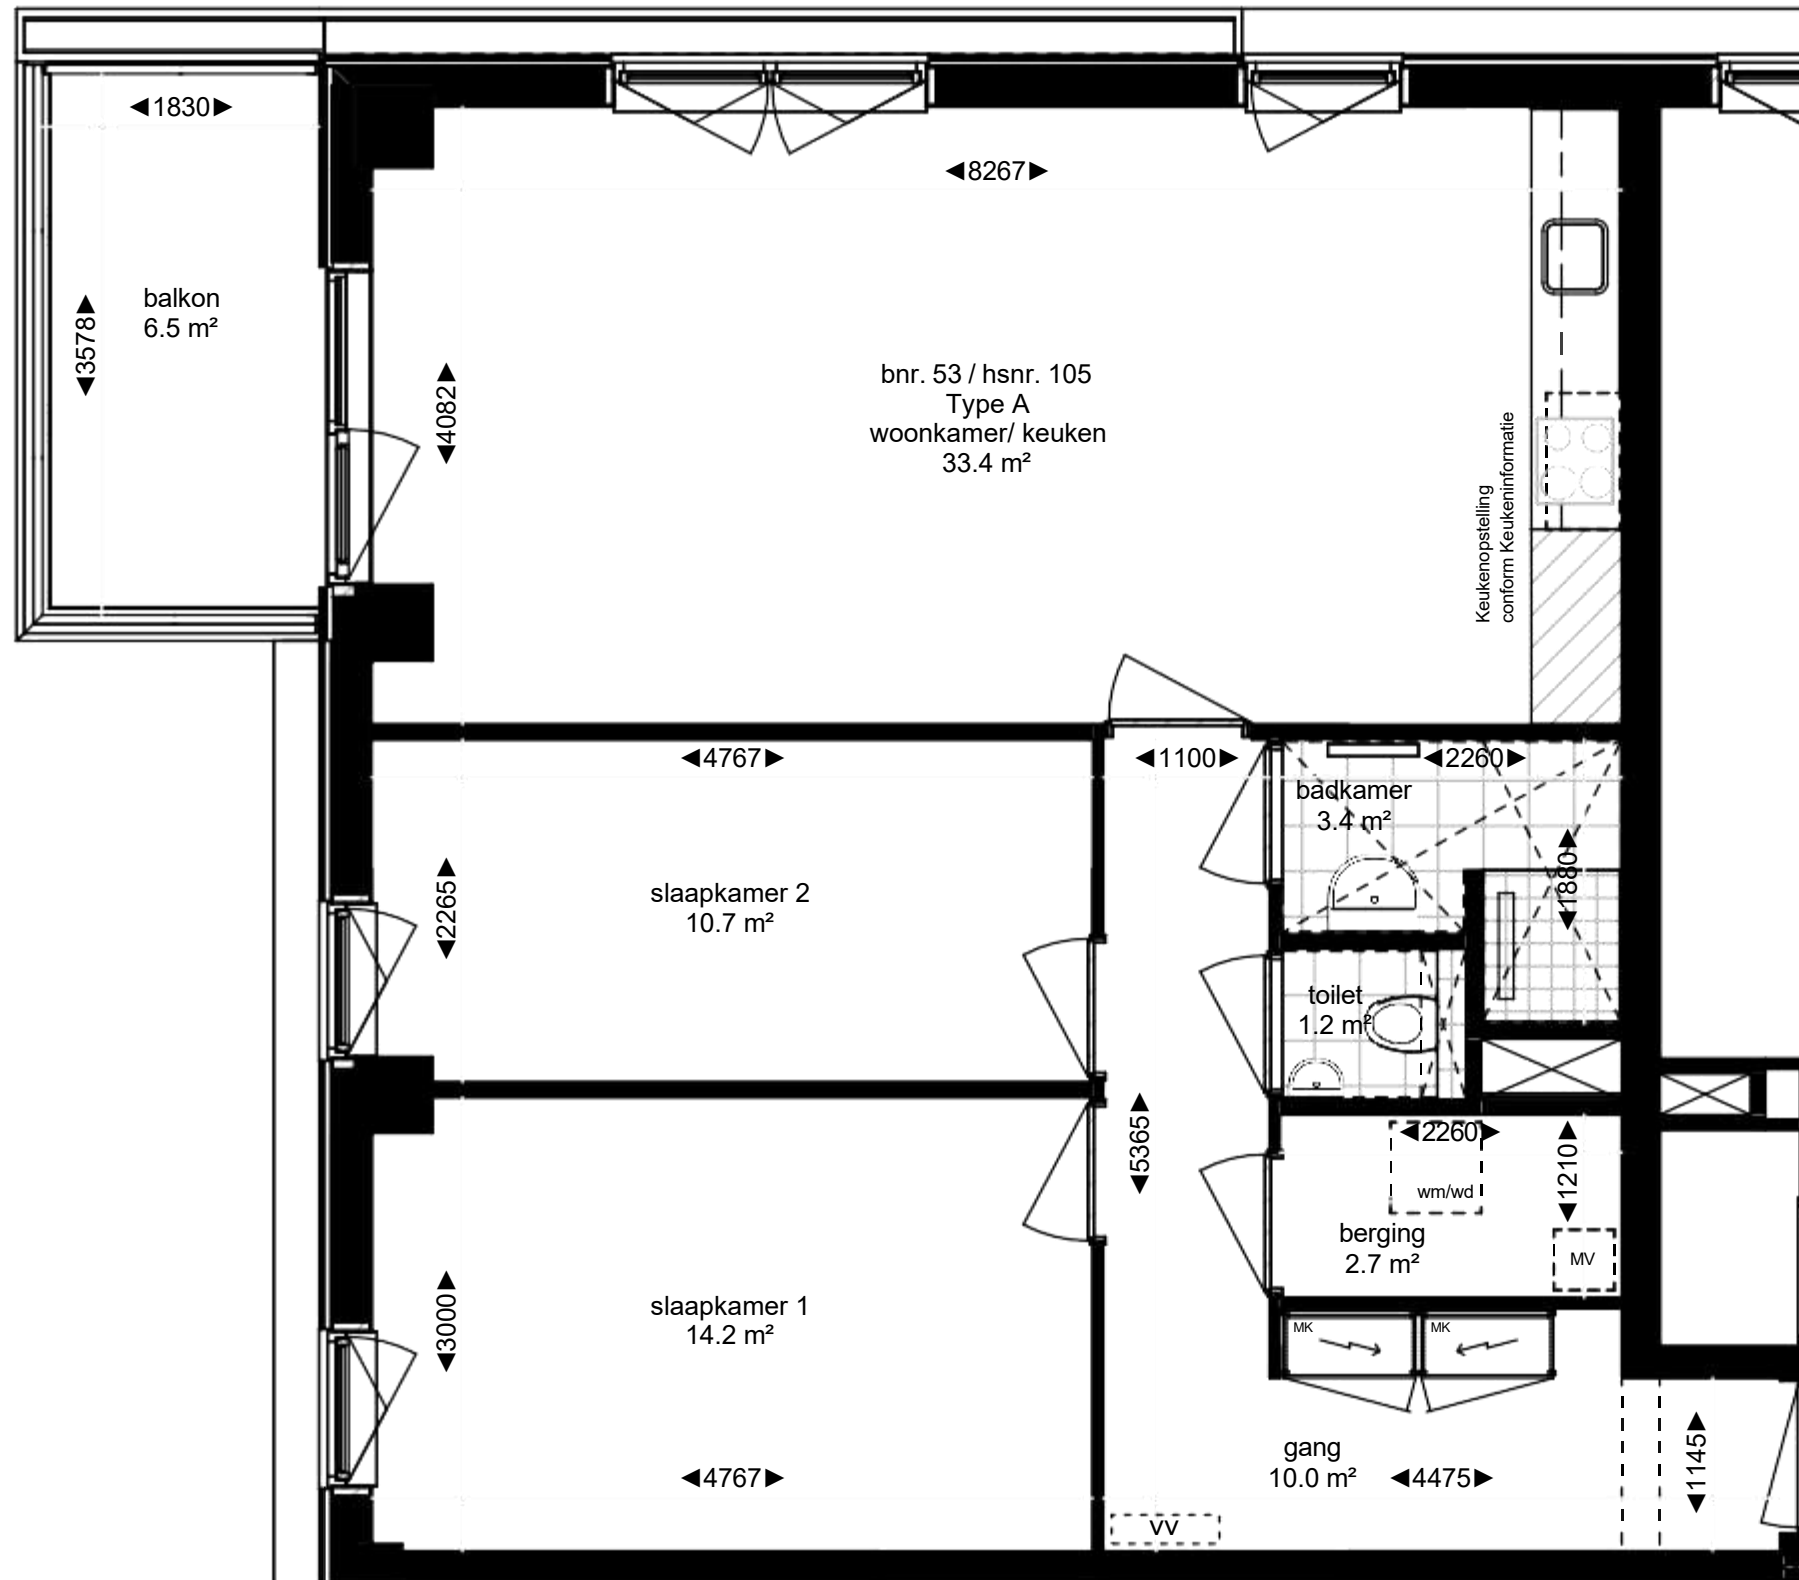 ◄1830►
◄8267►
balkon
6.5 m²
◄3578►
◄4082►
bnr. 53 / hsnr. 105
Type A
woonkamer/ keuken
33.4 m²
Keukenopstelling
conform Keukeninformatie
◄4767►
◄1100►
◄2260►
badkamer
3.4 m²
◄1880►
◄2265►
slaapkamer 2
10.7 m²
toilet
1.2 m²
◄5365►
◄2260►
◄1210►
wm/wd
berging
2.7 m²
MV
◄3000►
slaapkamer 1
14.2 m²
MK
MK
gang
10.0 m²
◄4475►
◄1145►
◄4767►
VV